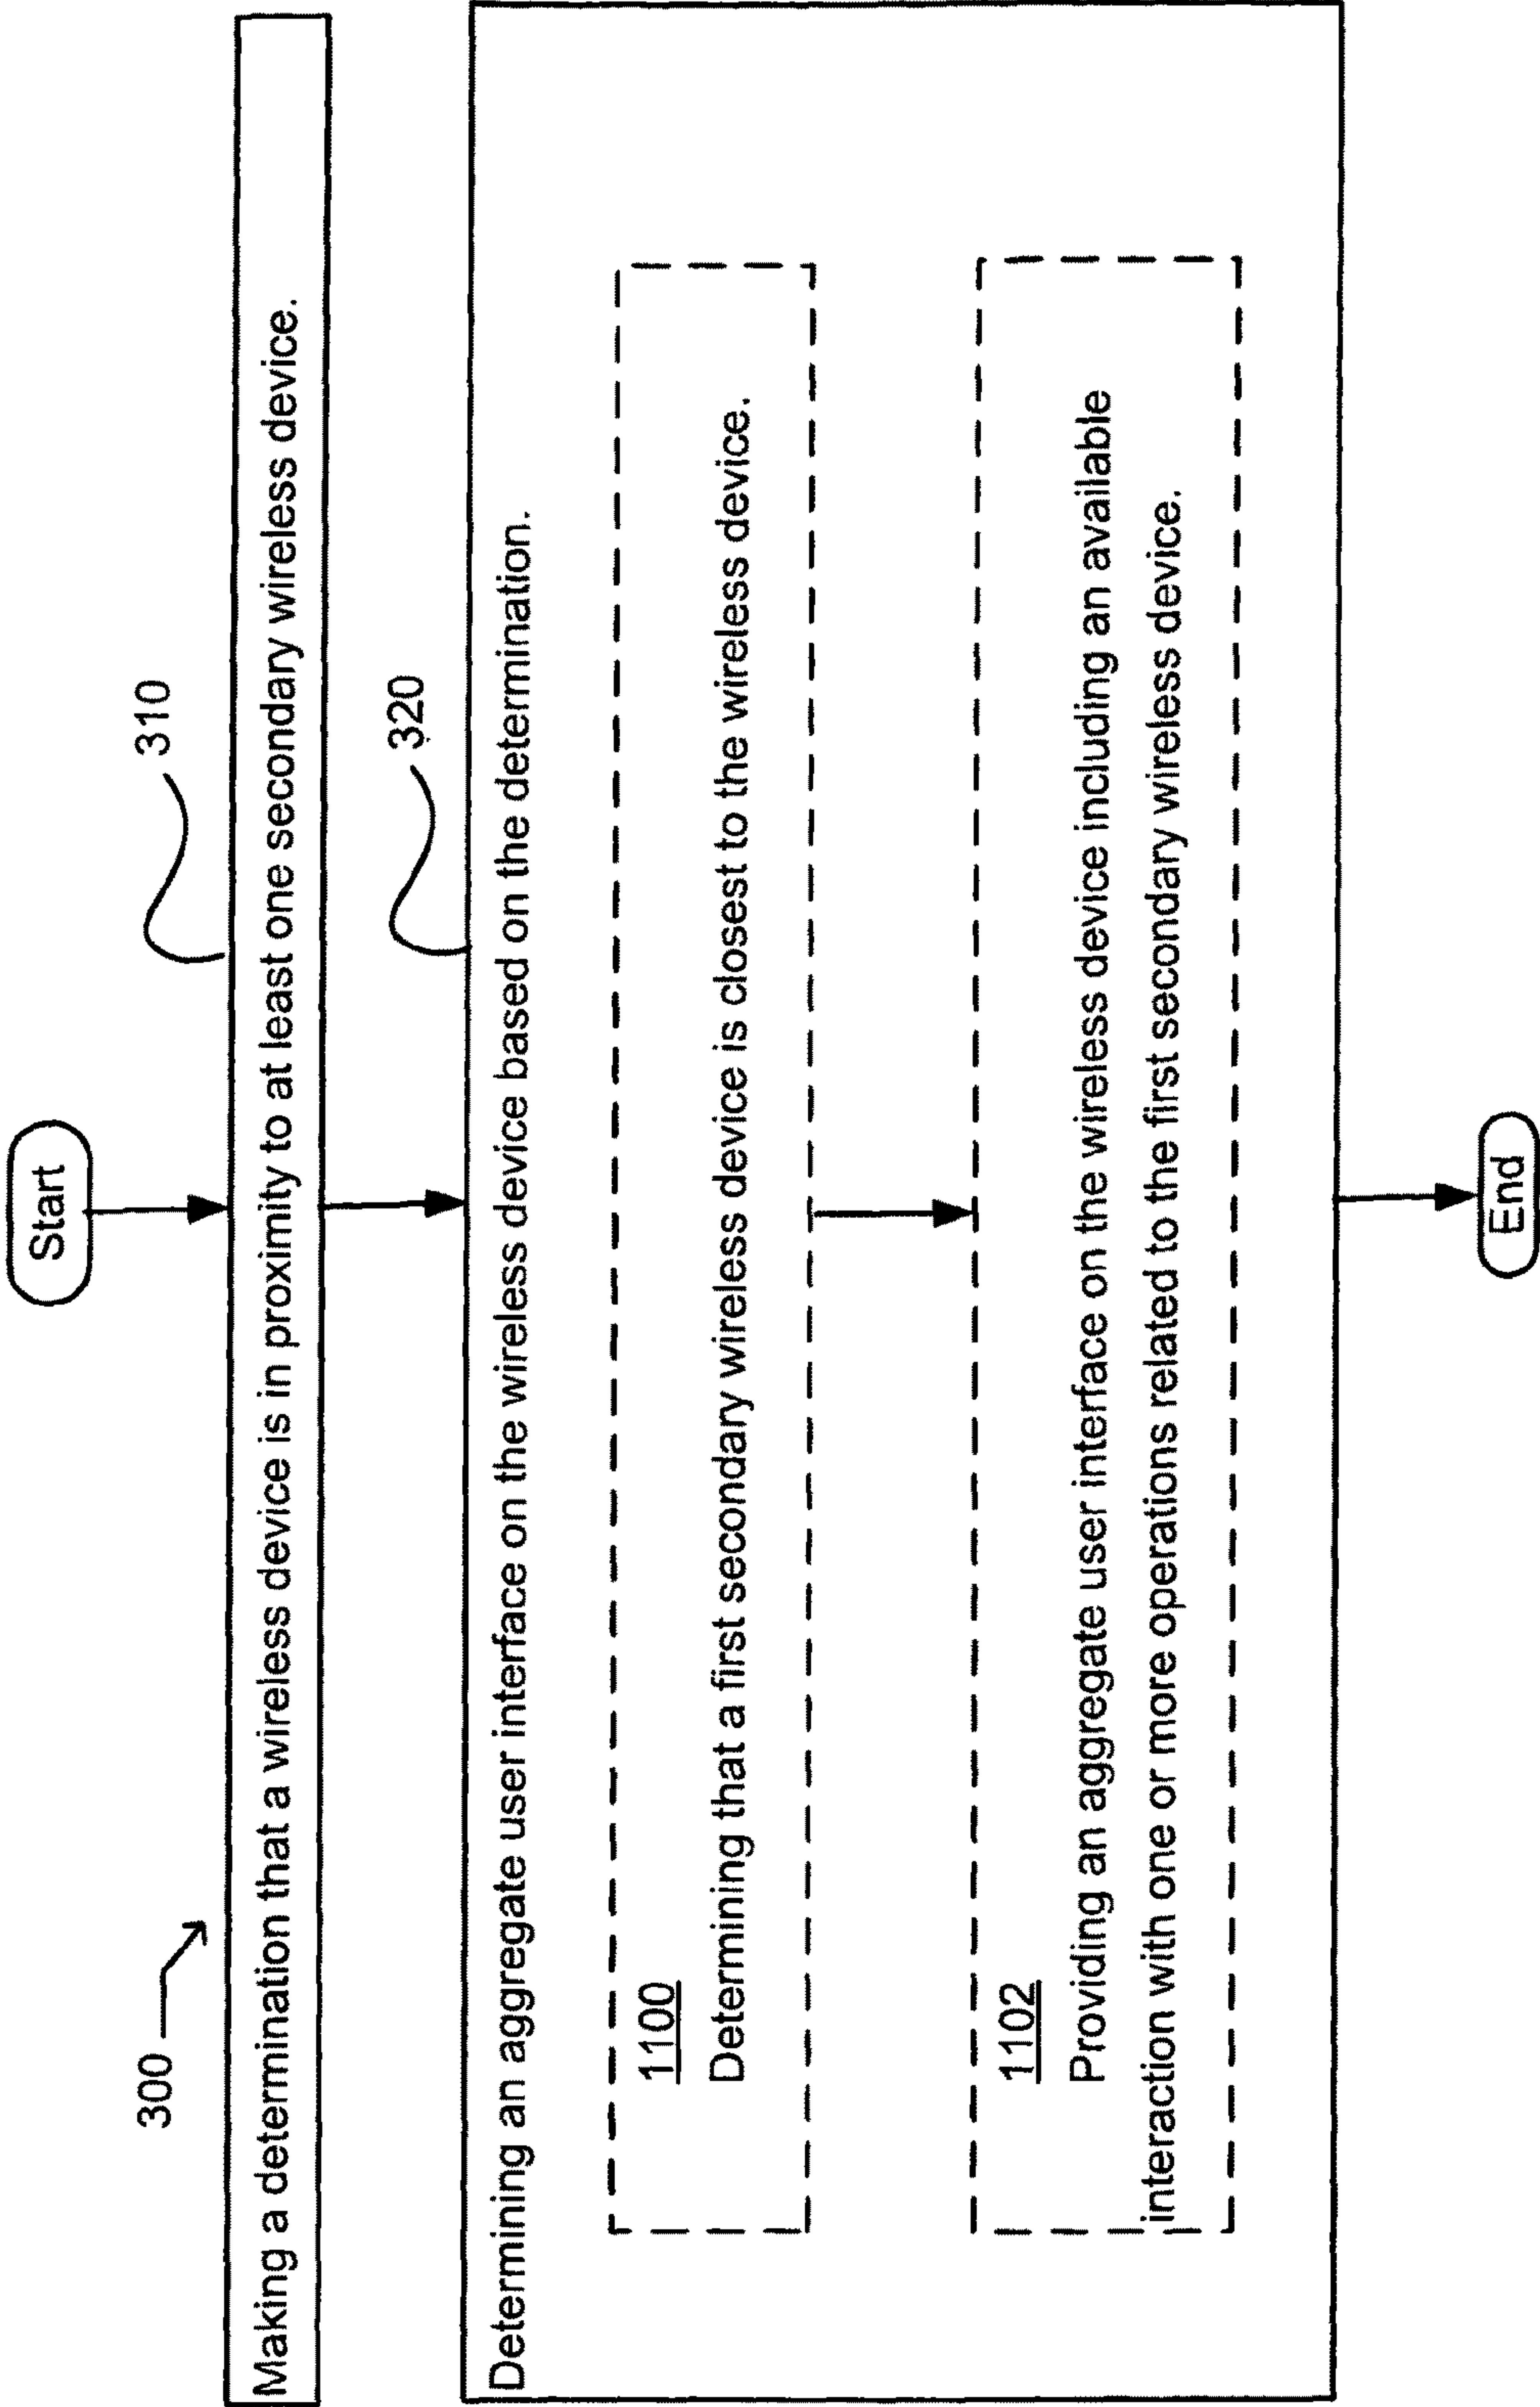 Start
300
310
Making a determination that a wireless device is in proximity to at least one secondary wireless device.
320
Determining an aggregate user interface on the wireless device based on the determination.
1100
Determining that a first secondary wireless device is closest to the wireless device.
1102
Providing an aggregate user interface on the wireless device including an available
interaction with one or more operations related to the first secondary wireless device.
End